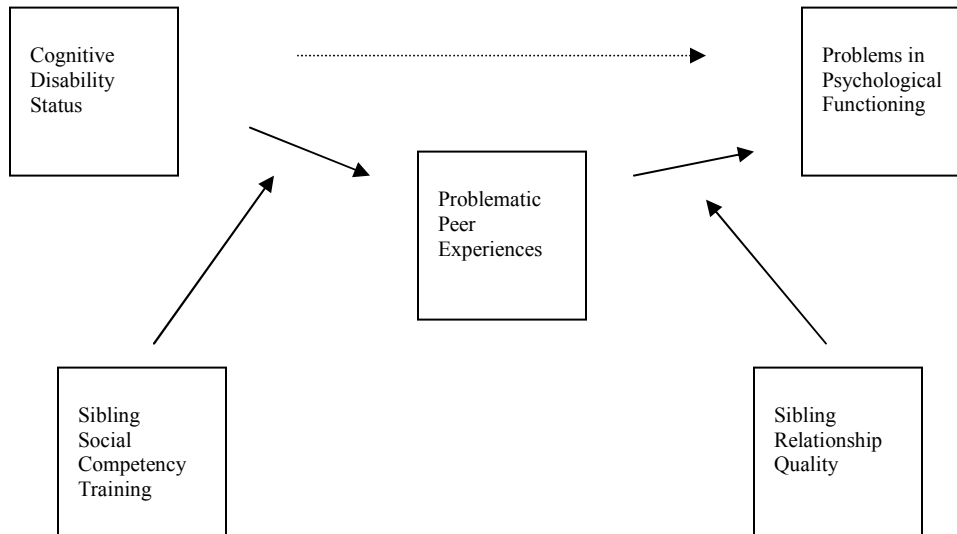 Cognitive
Disability
Status
Problems in
Psychological
Functioning
Problematic
Peer
Experiences
Sibling
Social
Competency
Training
Sibling
Relationship
Quality